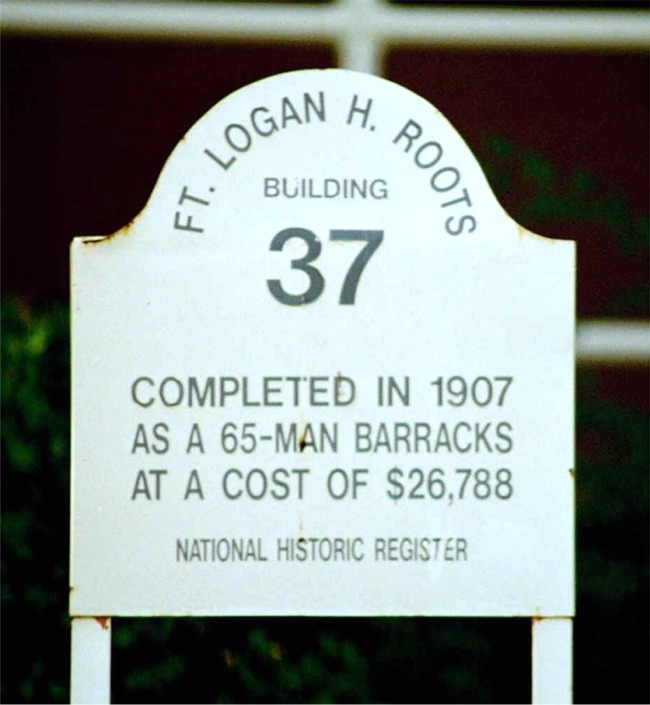 FT. LOGAN H. ROOTS
BUILDING
37
COMPLETED IN 1907
AS A 65-MAN BARRACKS
AT A COST OF $26,788
NATIONAL HISTORIC REGISTER